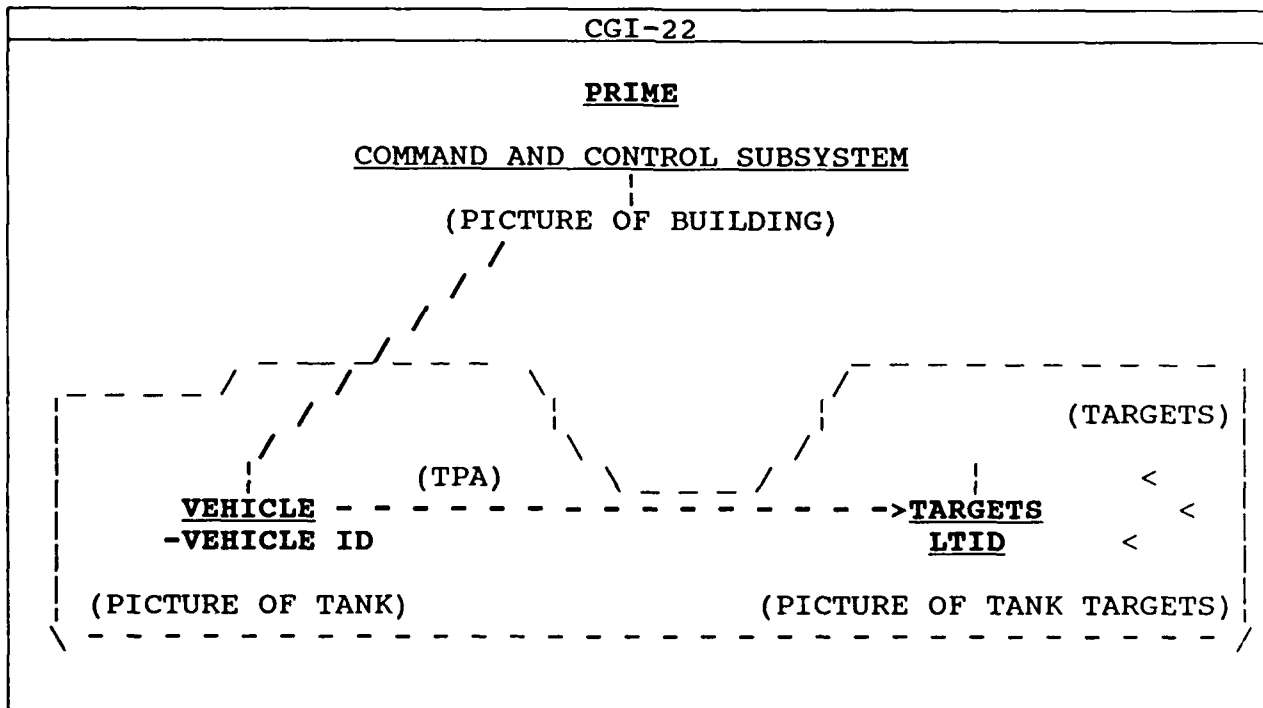 CGI-22
PRIME
COMMAND AND CONTROL SUBSYSTEM
(PICTURE OF BUILDING)
(TARGETS)
(TPA)
VEHICLE - - - - - - - - - - - - - - - - - ->TARGETS
-VEHICLE ID LTID
(PICTURE OF TANK) (PICTURE OF TANK TARGETS)